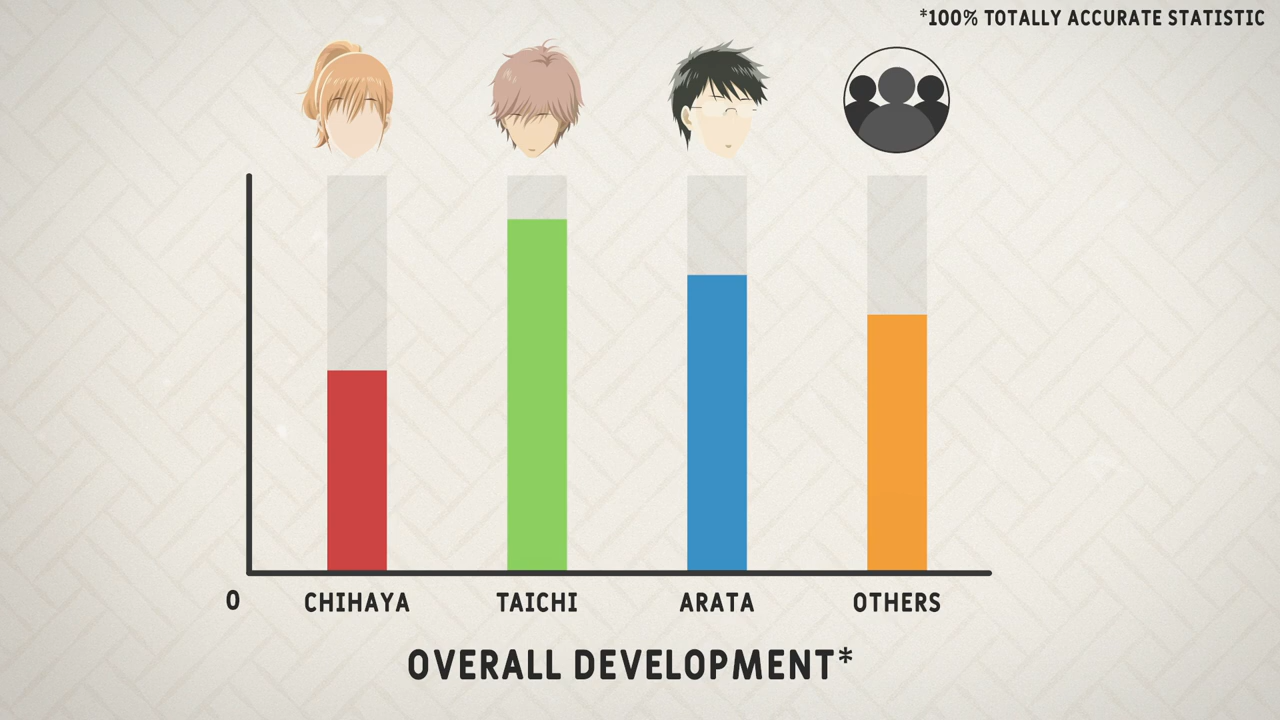 *100% TOTALLY ACCURATE STATISTIC
0
CHIHAYA
TAICHI
ARATA
OTHERS
OVERALL DEVELOPMENT*